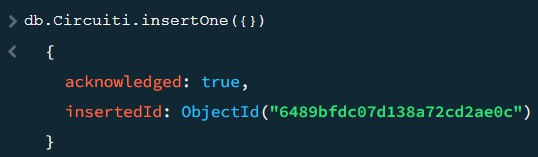 > db.Circuiti.insertOne({})
< {
acknowledged: true,
insertedId: ObjectId("6489bfdc07d138a72cd2ae0c")
}